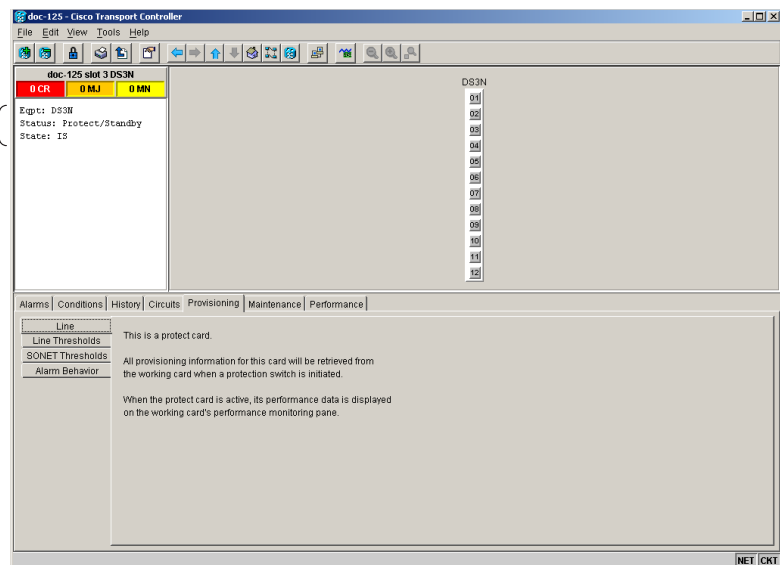 doc-125 - Cisco Transport Controller
File Edit View Tools Help
doc-125 slot 3 DS3N
0 CR 0 MJ 0 MN
Eqpt: DS3N
Status: Protect/Standby
State: IS
DS3N
01
02
03
04
05
06
07
08
09
10
11
12
Alarms Conditions History Circuits Provisioning Maintenance Performance
Line
Line Thresholds
SONET Thresholds
Alarm Behavior
This is a protect card.
All provisioning information for this card will be retrieved from
the working card when a protection switch is initiated.
When the protect card is active, its performance data is displayed
on the working card's performance monitoring pane.
NET CKT